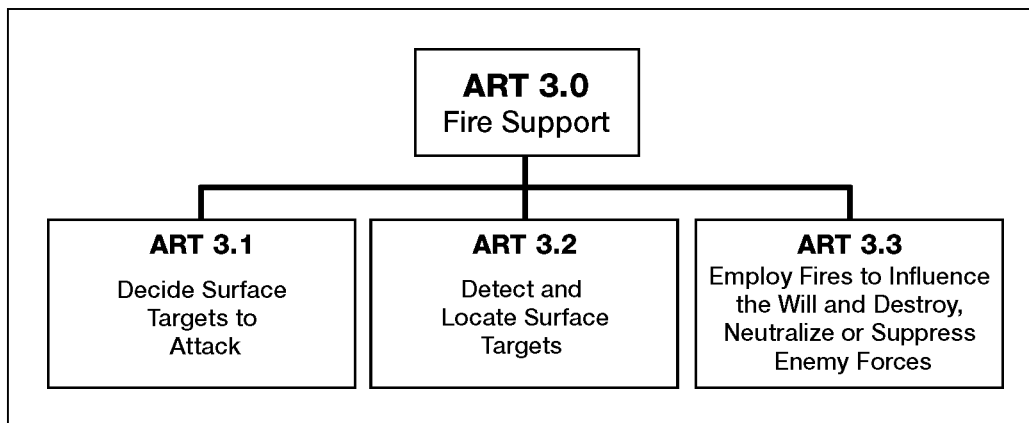 ART 3.0
Fire Support
ART 3.1
Decide Surface
Targets to
Attack
ART 3.2
Detect and
Locate Surface
Targets
ART 3.3
Employ Fires to Influence
the Will and Destroy,
Neutralize or Suppress
Enemy Forces